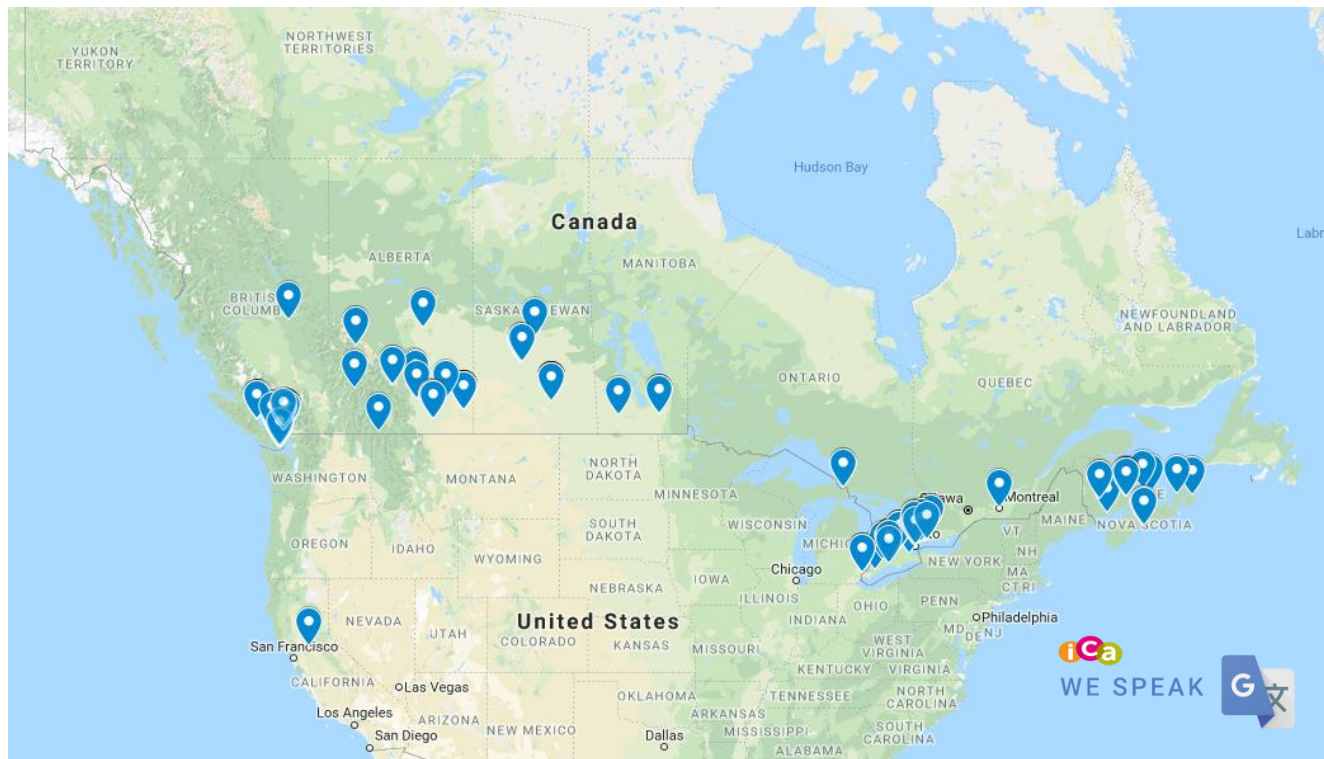 NORTHWEST
TERRITORIES
YUKON
TERRITORY
Hudson Bay
Canada
Labr
ALBERTA
MANITOBA
BRITIS
COLUMB
SASKA
EWAN
NEWFOUNDLAND
AND LABRADOR
ONTARIO
QUEBEC
WASHINGTON
MONTANA
NORTH
DAKOTA
MINNESOTA
Montreal
MAINE
NOVA SCOTIA
SOUTH
DAKOTA
WISCONSIN
MICHI
VT
OREGON
IDAHO
WYOMING
NEW YORK
NH
MA
CT RI
Chicago
IOWA
NEBRASKA
ILLINOIS
INDIANA
OHIO
PENN
Philadelphia
MD
DE
NJ
NEVADA
UTAH
COLORADO
United States
KANSAS
MISSOURI
WEST
VIRGINIA
KENTUCKY
VIRGINIA
San Francisco
CALIFORNIA
Las Vegas
OKLAHOMA
TENNESSEE
NORTH
CAROLINA
Los Angeles
ARIZONA
NEW MEXICO
ARKANSAS
MISSISSIPPI
SOUTH
CAROLINA
San Diego
Dallas
ALABAMA
ica
WE SPEAK
G
文